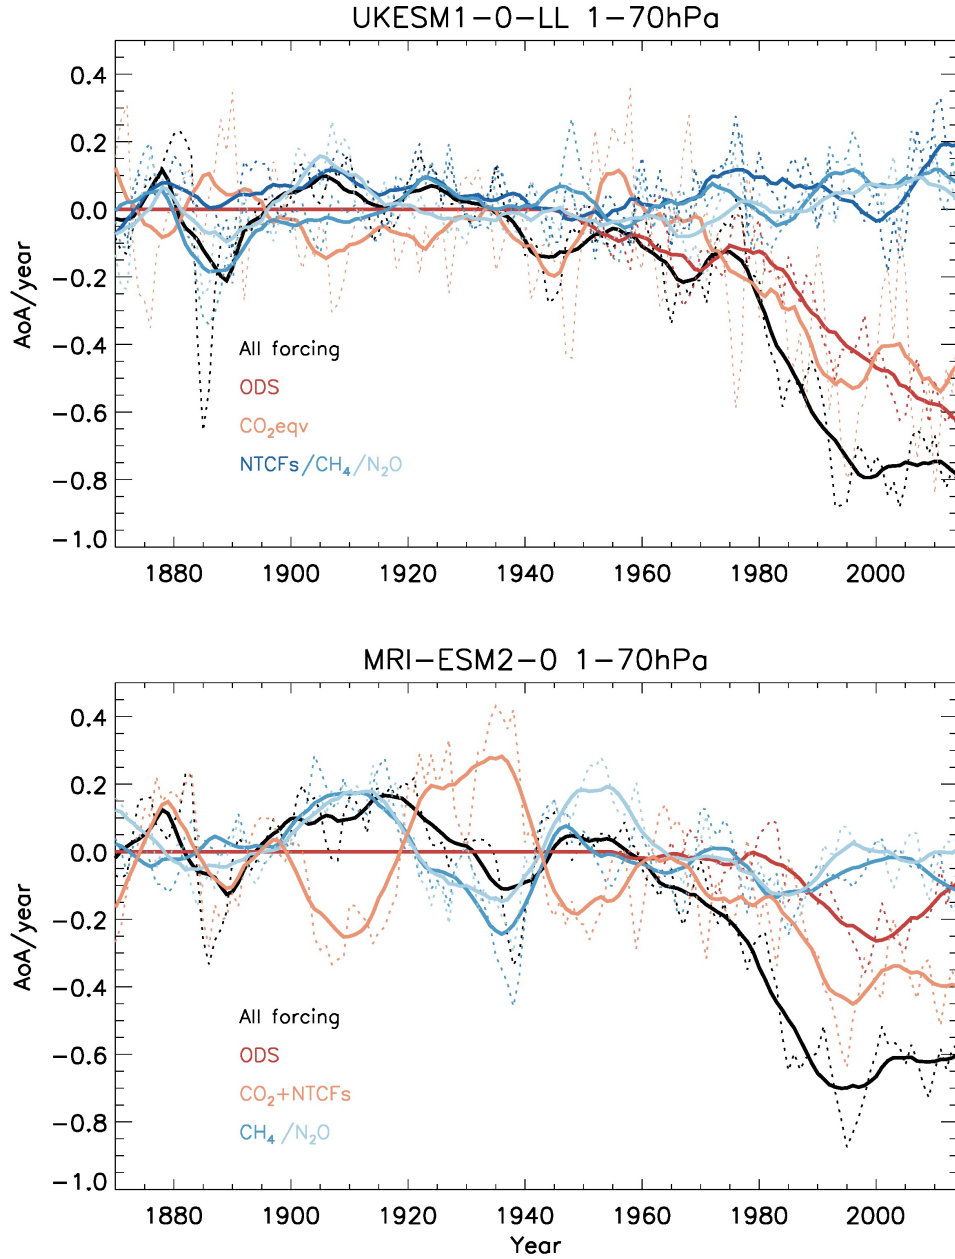 UKESM1-0-LL 1-70hPa
0.4
0.2
0.0
-0.2
-0.4
-0.6
-0.8
-1.0
AoA/year
All forcing
ODS
CO₂eqv
NTCFs/CH₄/N₂O
1880 1900 1920 1940 1960 1980 2000
MRI-ESM2-0 1-70hPa
0.4
0.2
0.0
-0.2
-0.4
-0.6
-0.8
-1.0
AoA/year
All forcing
ODS
CO₂+NTCFs
CH₄/N₂O
1880 1900 1920 1940 1960 1980 2000
Year